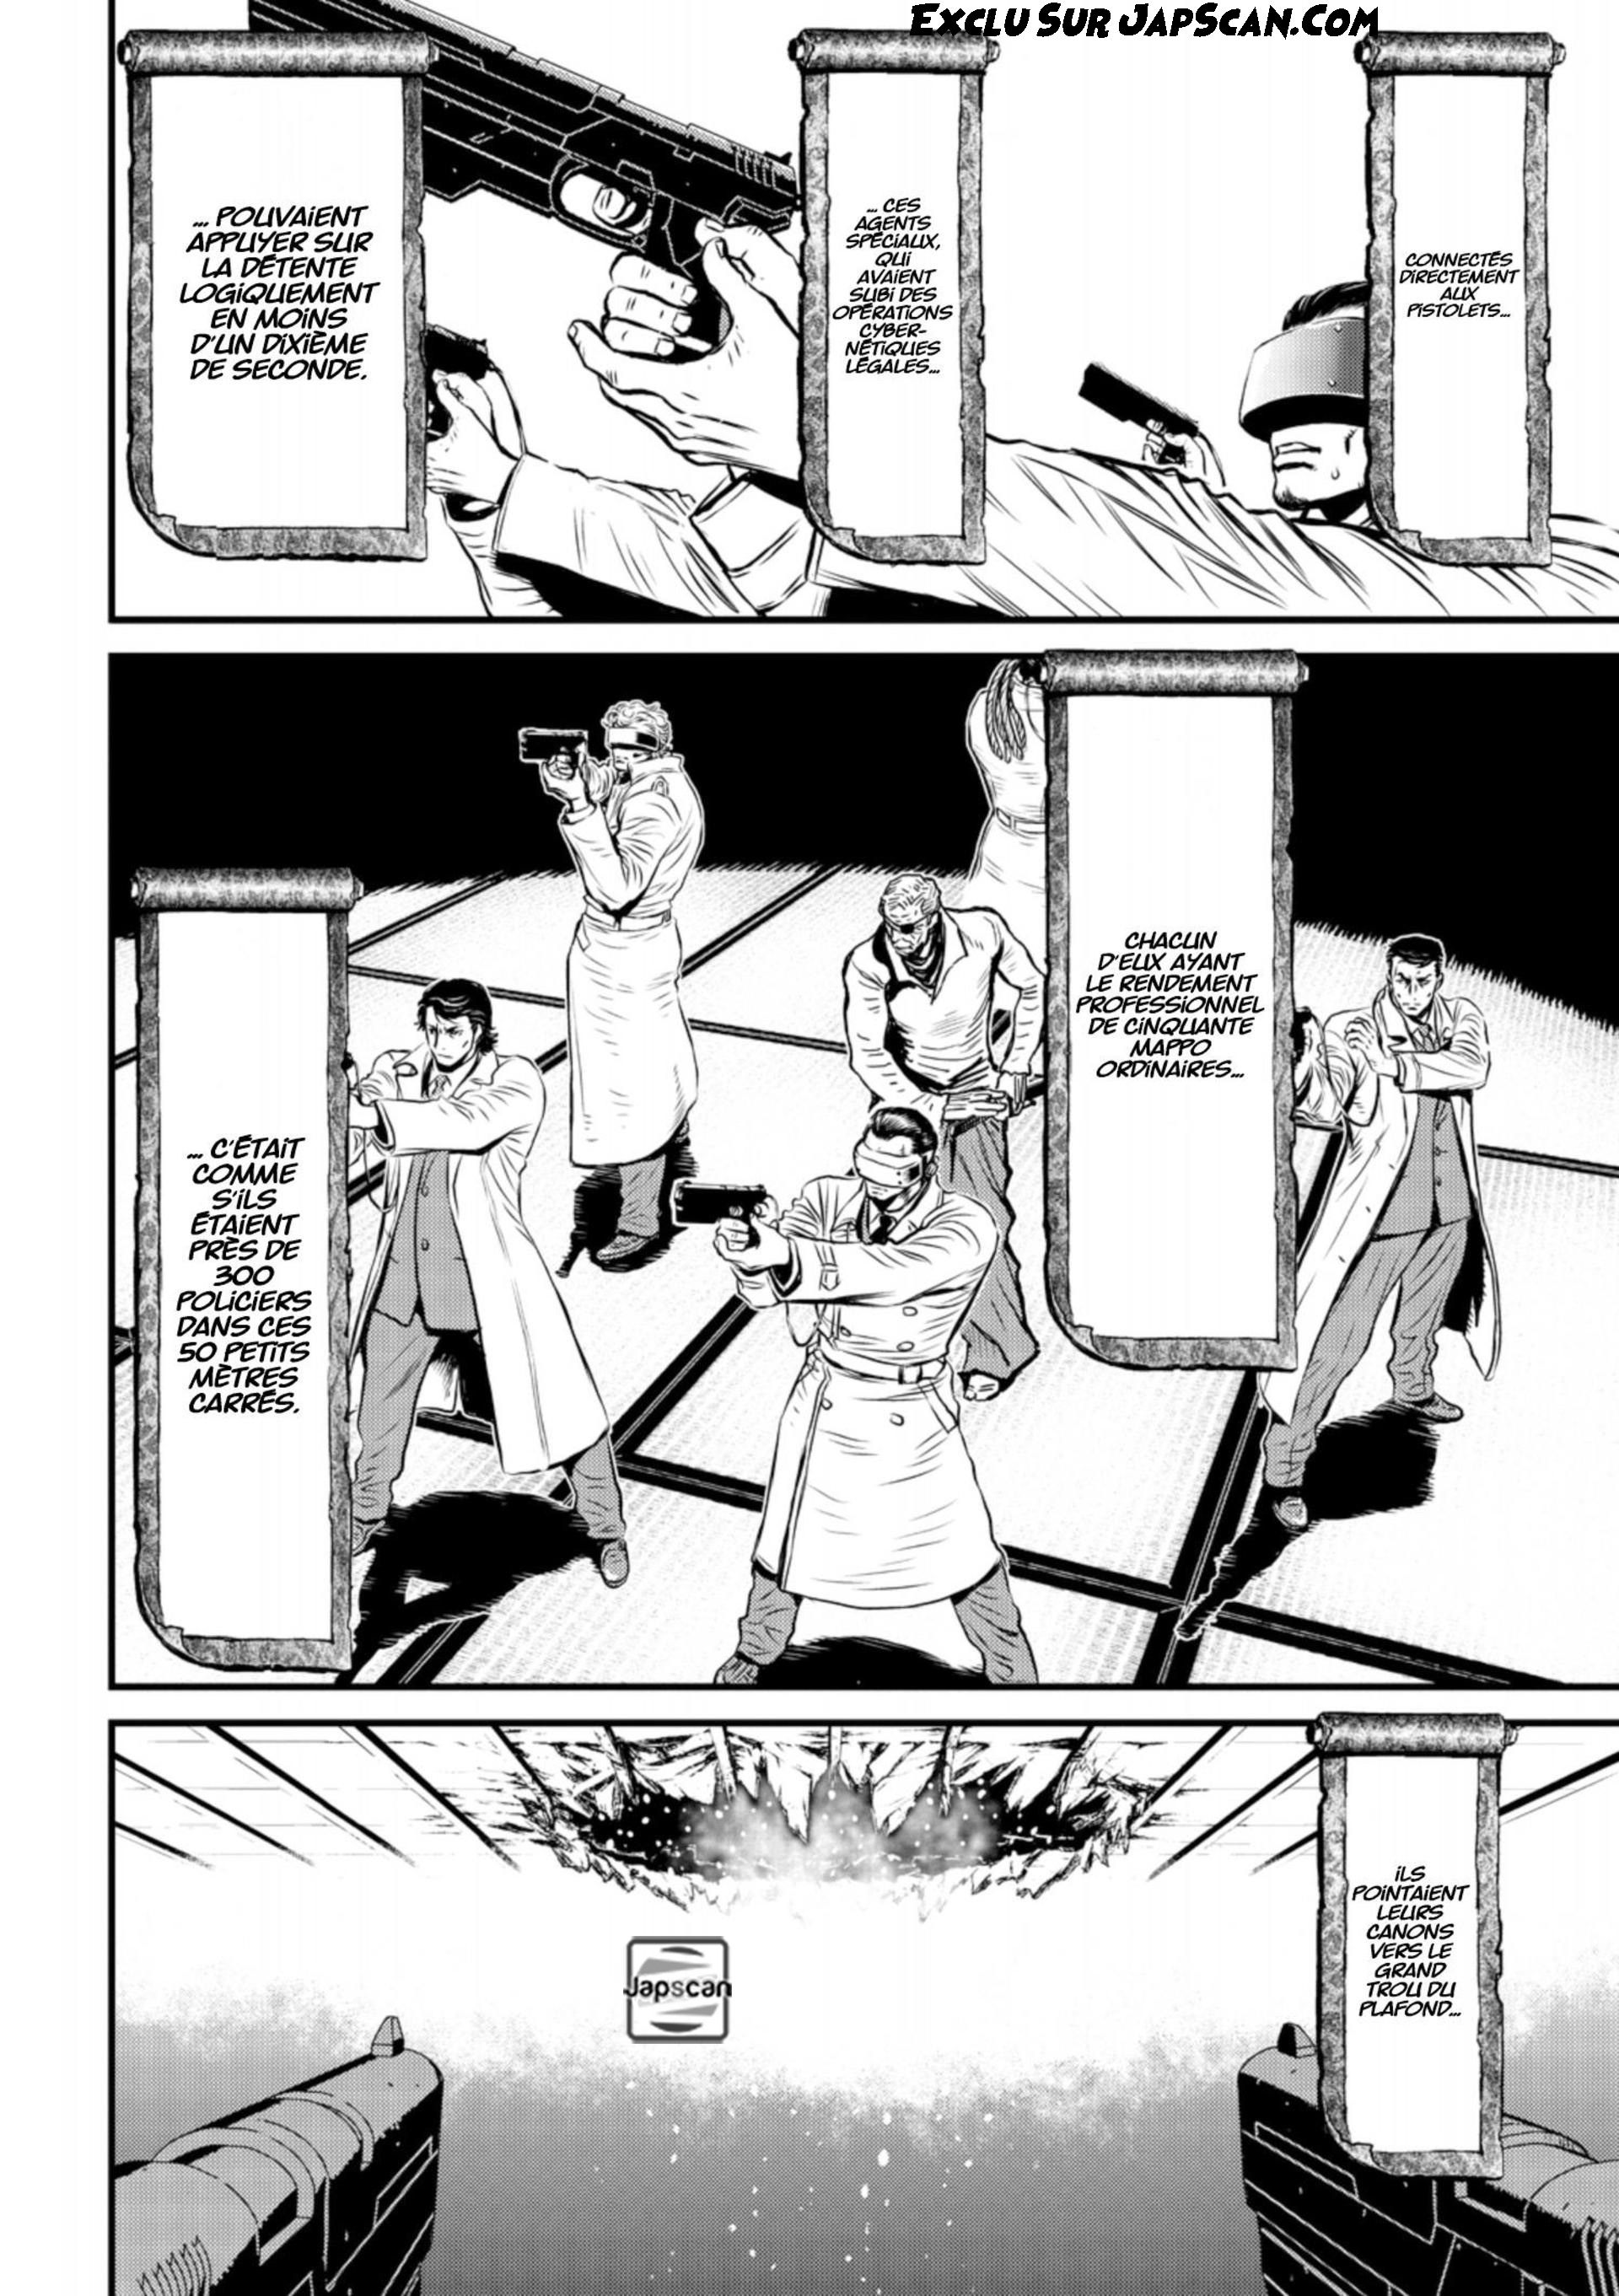 EXCLU SUR JAPSCAN.COM
CONNECTÉS
DIRECTEMENT
AUX
PISTOLETS...
... CES
AGENTS
SPÉCIAUX,
QUI
AVAIENT
SUBI DES
OPÉRATIONS
CYBER-
NÉTIQUES
LÉGALES...
... POUVAIENT
APPUYER SUR
LA DÉTENTE
LOGIQUEMENT
EN MOINS
D'UN DIXIÈME
DE SECONDE.
CHACUN
D'EUX AYANT
LE RENDEMENT
PROFESSIONNEL
DE CINQUANTE
MAPPO
ORDINAIRES...
... C'ÉTAIT
COMME
S'ILS
ÉTAIENT
PRÈS DE
300
POLICIERS
DANS CES
50 PETITS
MÈTRES
CARRÉS.
ILS
POINTAIENT
LEURS
CANONS
VERS LE
GRAND
TROU DU
PLAFOND...
Japscan